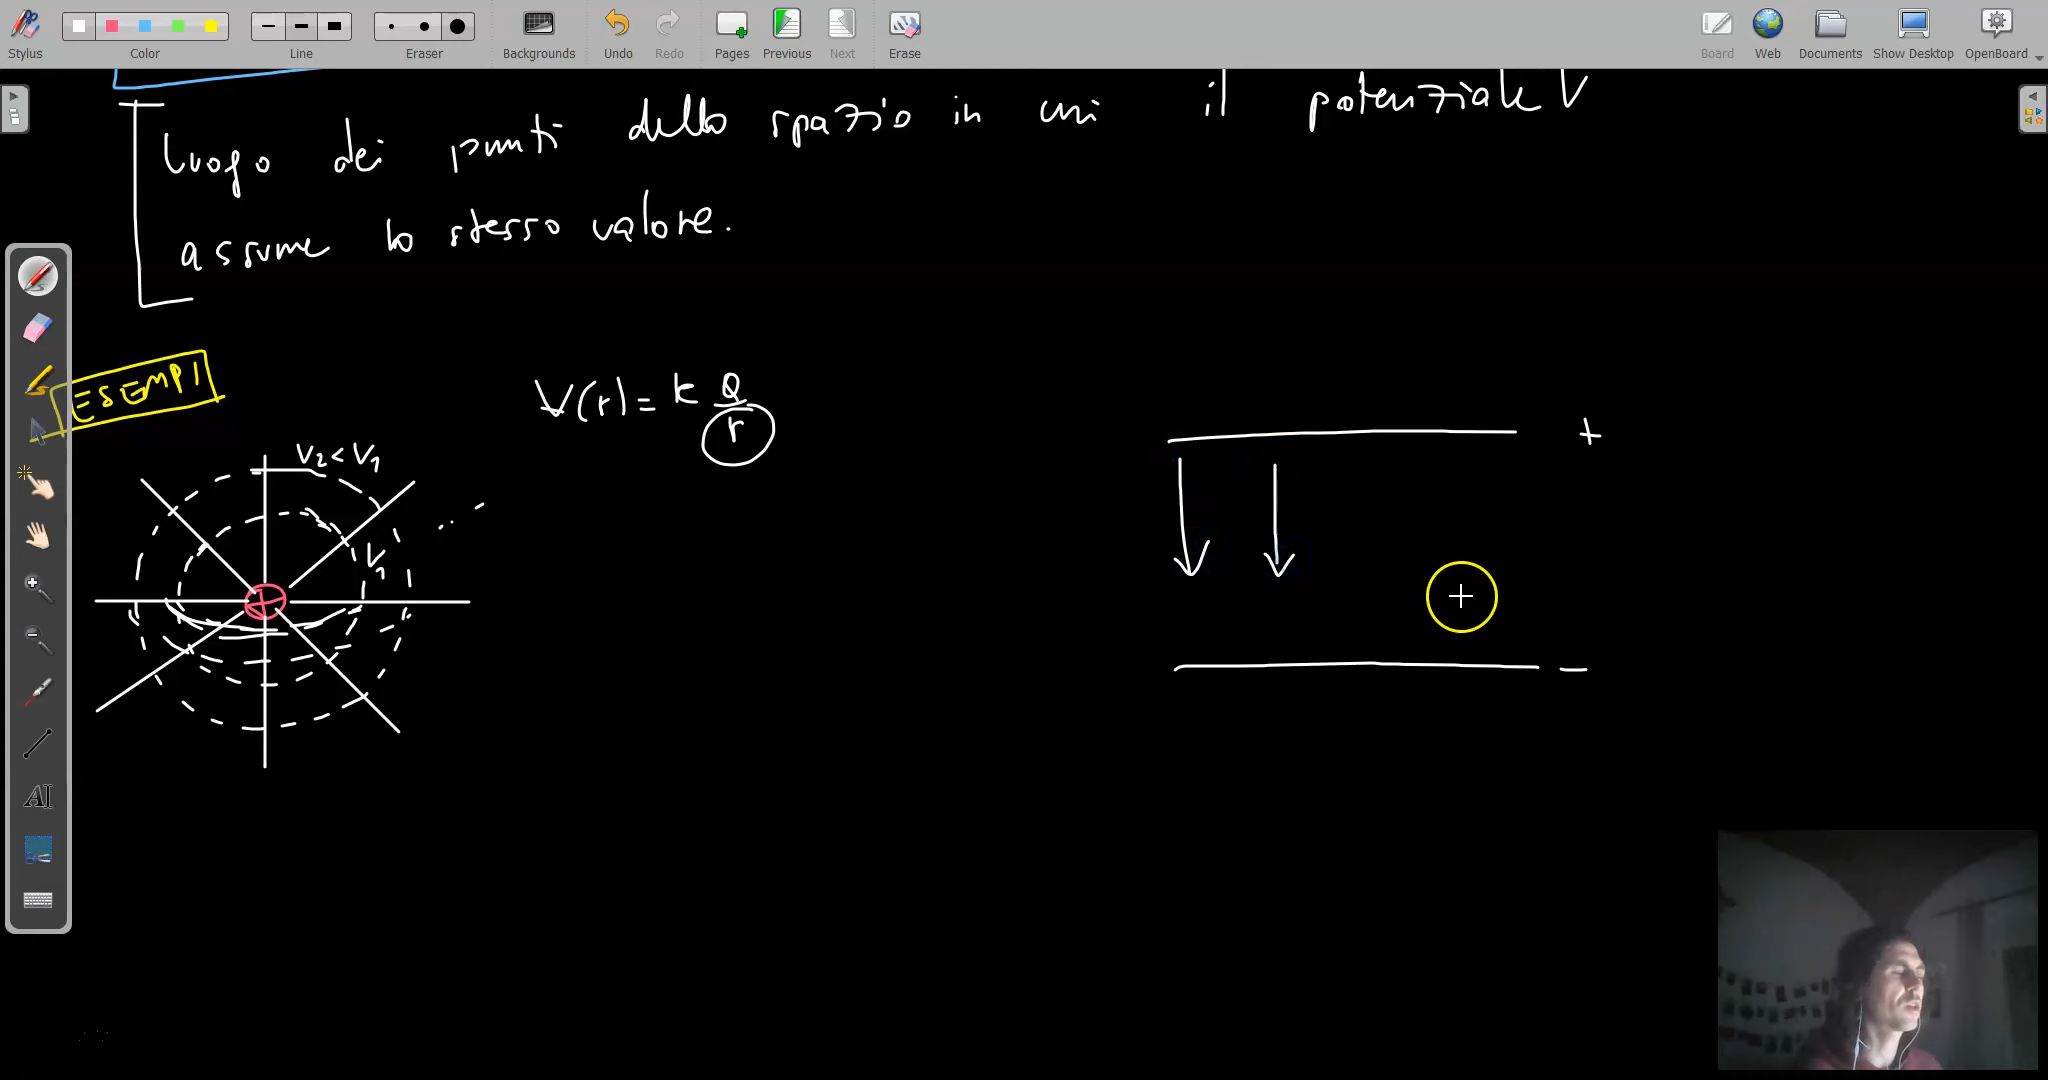 Stylus Color Line Eraser Backgrounds Undo Redo Pages Previous Next Erase Board Web Documents Show Desktop OpenBoard
luogo dei punti dello spazio in cui il potenziale V
assume lo stesso valore.
ESEMPI
V(r) = k Q/r
V2 < V1
V1
+
−